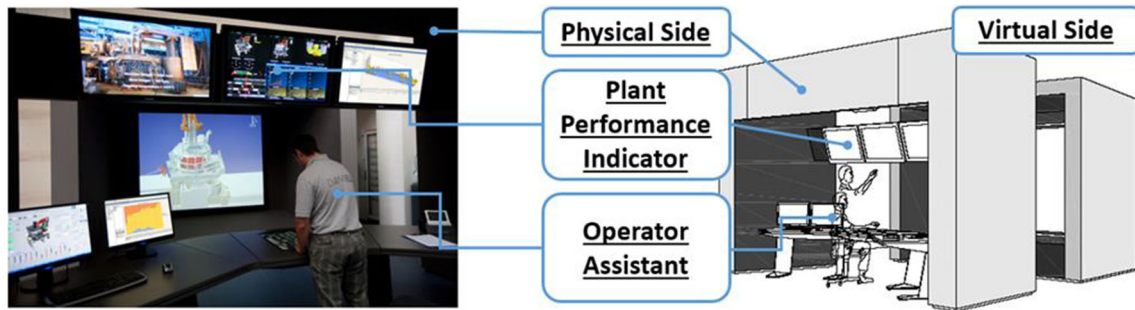 Physical Side
Virtual Side
Plant
Performance
Indicator
Operator
Assistant